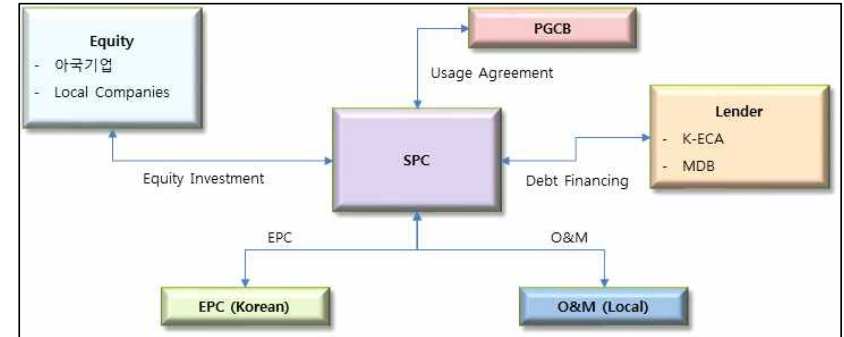 Equity
- 아국기업
- Local Companies
PGCB
Usage Agreement
Lender
- K-ECA
- MDB
SPC
Equity Investment
Debt Financing
EPC
O&M
EPC (Korean)
O&M (Local)